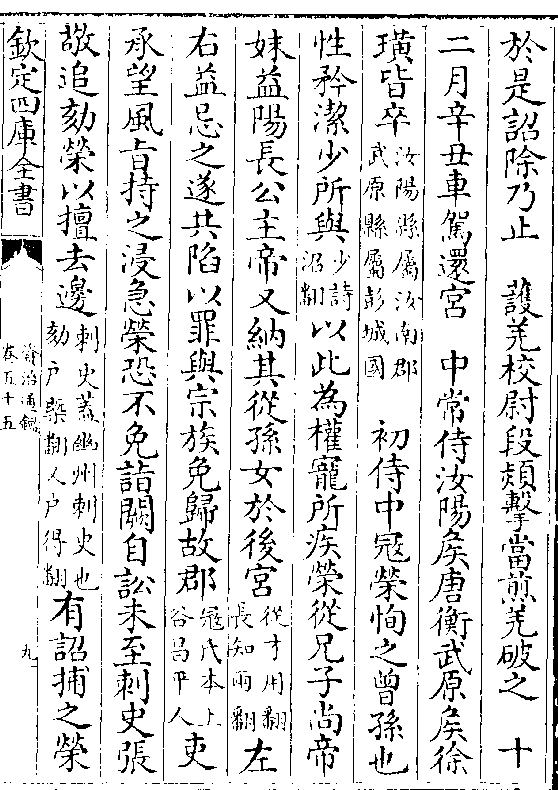 於是詔除乃止　護羌校尉段熲擊當煎羌破之　十
二月辛丑車駕還宮　中常侍汝陽侯唐衡武原侯徐
璜皆卒汝陽縣屬汝南郡武原縣屬彭城國　初侍中寇榮恂之曾孫也
性矜潔少所與少詩沼翻以此為權寵所疾榮從兄子尚帝
妹益陽長公主帝又納其從孫女於後宮從才用翻長知兩翻左
右益忌之遂共陷以罪與宗族免歸故郡寇氏本上谷昌平人吏
承望風旨持之浸急榮恐不免詣闕自訟未至刺史張
敬追劾榮以擅去邊刺史蓋幽州刺史也劾戶槩翻又戶得翻有詔捕之榮
欽定四庫全書
資治通鑑
卷五十五
九